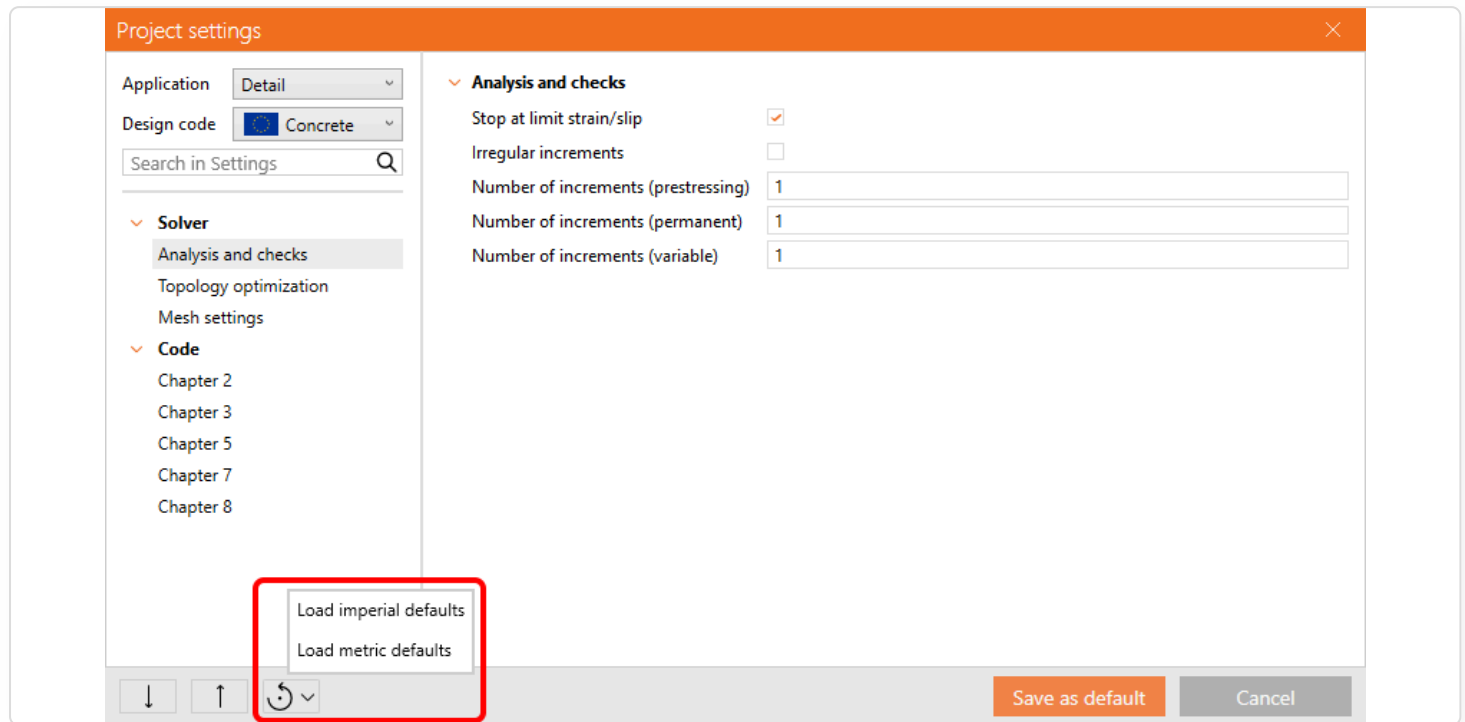 Project settings
Application Detail
Design code Concrete
Search in Settings
Solver
Analysis and checks
Topology optimization
Mesh settings
Code
Chapter 2
Chapter 3
Chapter 5
Chapter 7
Chapter 8
Analysis and checks
Stop at limit strain/slip
Irregular increments
Number of increments (prestressing) 1
Number of increments (permanent) 1
Number of increments (variable) 1
Load imperial defaults
Load metric defaults
Save as default Cancel